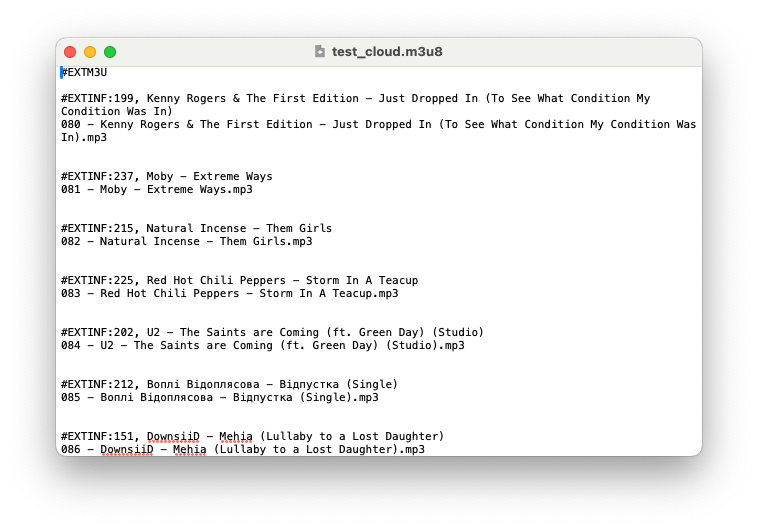 test_cloud.m3u8
#EXTM3U
#EXTINF:199, Kenny Rogers & The First Edition – Just Dropped In (To See What Condition My
Condition Was In)
080 – Kenny Rogers & The First Edition – Just Dropped In (To See What Condition My Condition Was
In).mp3
#EXTINF:237, Moby – Extreme Ways
081 – Moby – Extreme Ways.mp3
#EXTINF:215, Natural Incense – Them Girls
082 – Natural Incense – Them Girls.mp3
#EXTINF:225, Red Hot Chili Peppers – Storm In A Teacup
083 – Red Hot Chili Peppers – Storm In A Teacup.mp3
#EXTINF:202, U2 – The Saints are Coming (ft. Green Day) (Studio)
084 – U2 – The Saints are Coming (ft. Green Day) (Studio).mp3
#EXTINF:212, Воплі Відоплясова – Відпустка (Single)
085 – Воплі Відоплясова – Відпустка (Single).mp3
#EXTINF:151, DownsiiD – Mehia (Lullaby to a Lost Daughter)
086 – DownsiiD – Mehia (Lullaby to a Lost Daughter).mp3